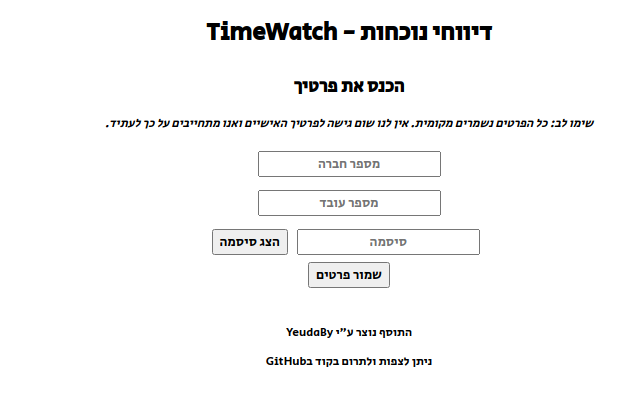 דיווחי נוכחות - TimeWatch
הכנס את פרטיך
שימו לב: כל הפרטים נשמרים מקומית. אין לנו שום גישה לפרטיך האישיים ואנו מתחייבים על כך לעתיד.
מספר חברה
מספר עובד
סיסמה
הצג סיסמה
שמור פרטים
התוסף נוצר ע"י YeudaBy
ניתן לצפות ולתרום בקוד בGitHub